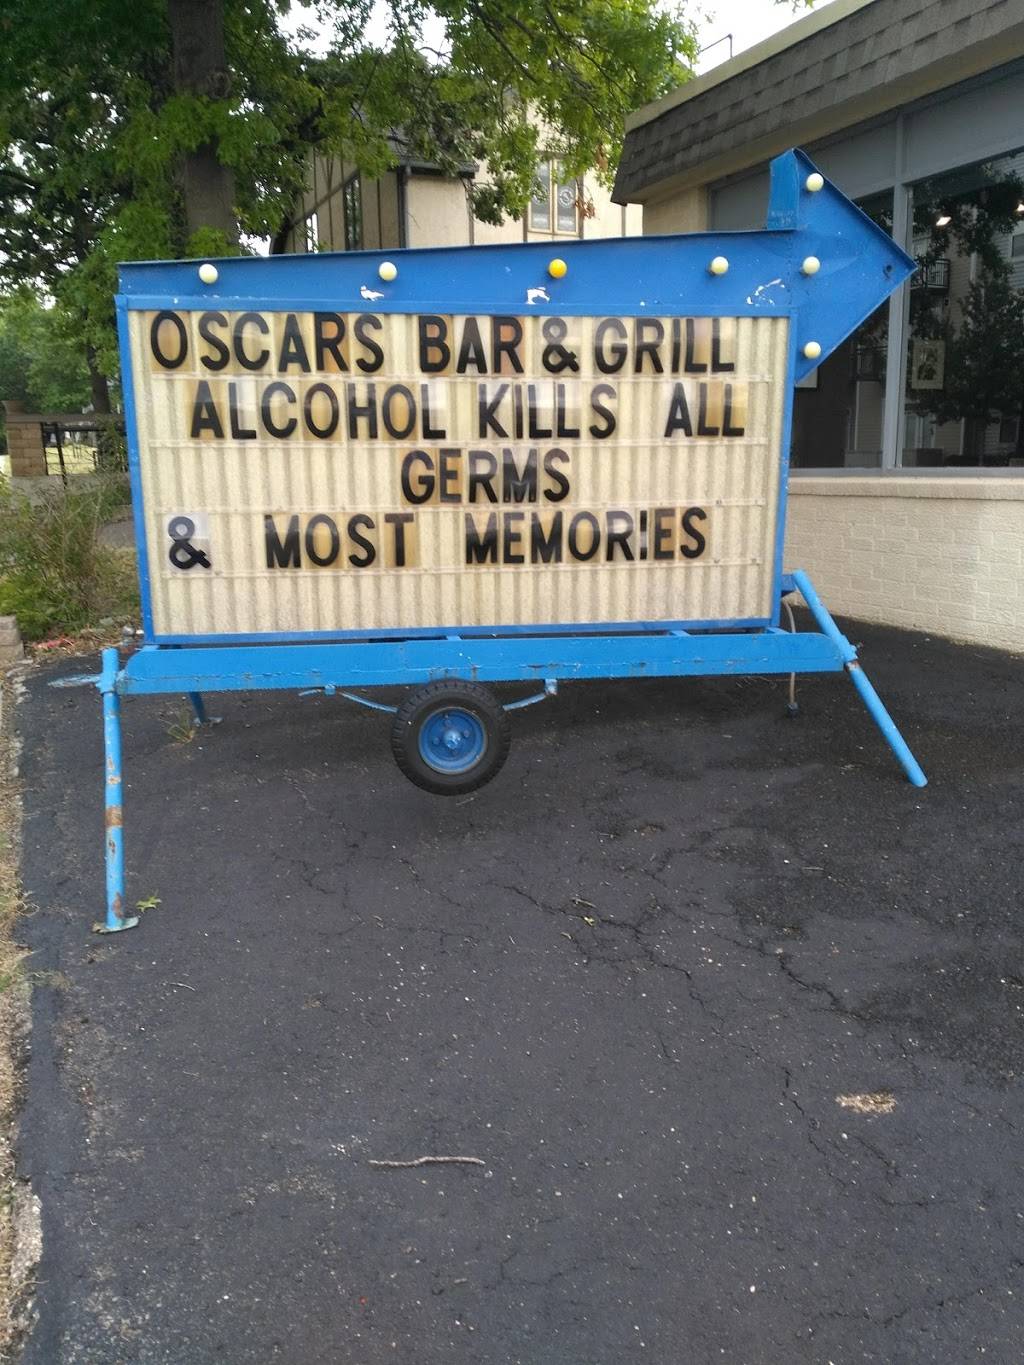 OSCARS BAR & GRILL
ALCOHOL KILLS ALL
GERMS
& MOST MEMORIES